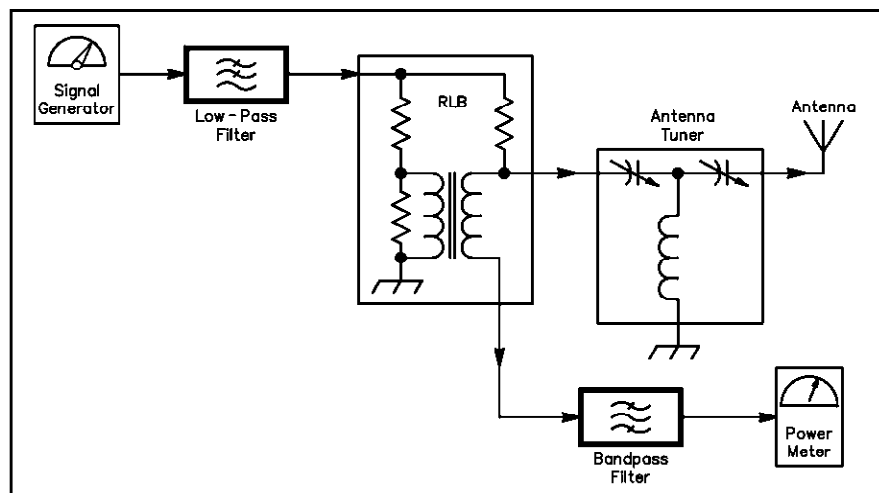 Signal
Generator
Low-Pass
Filter
RLB
Antenna
Tuner
Antenna
Bandpass
Filter
Power
Meter